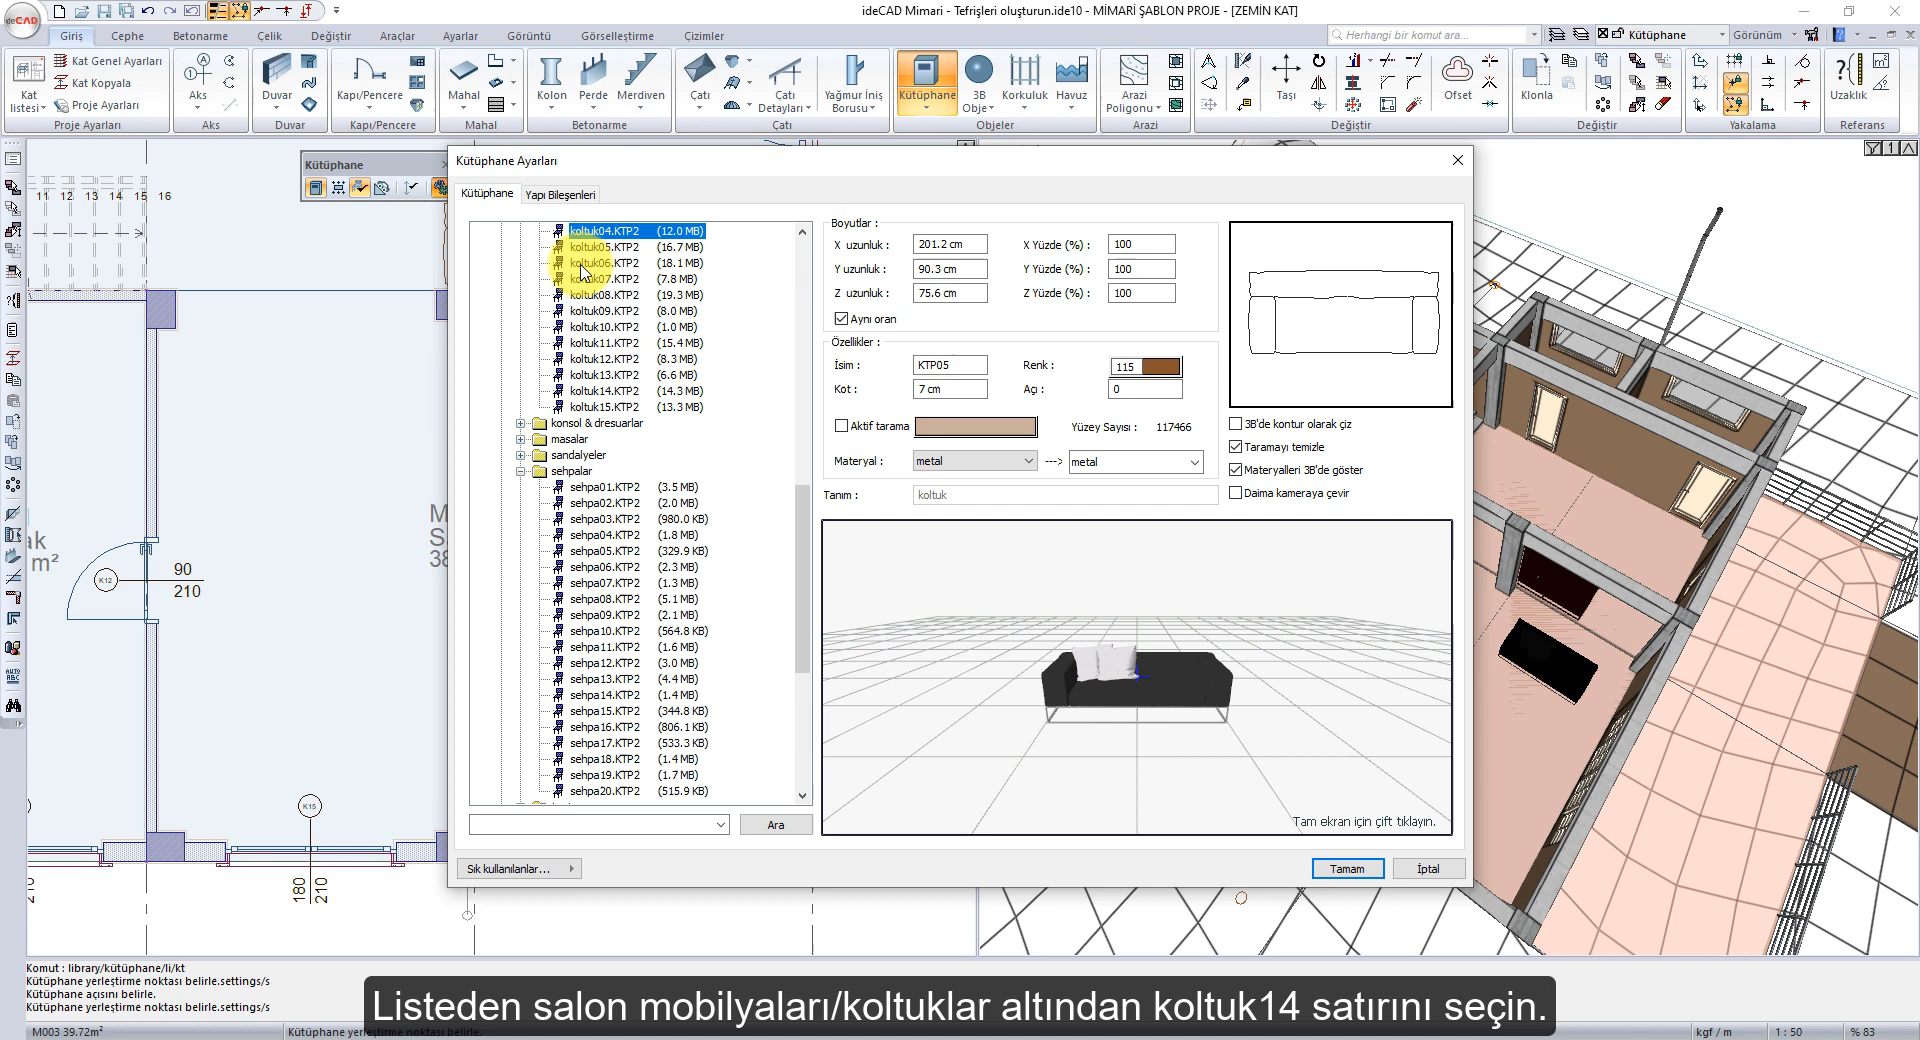 ideCAD
ideCAD Mimari - Tefrişleri oluşturun.ide10 - MİMARİ ŞABLON PROJE - [ZEMİN KAT]
Giriş Cephe Betonarme Çelik Değiştir Araçlar Ayarlar Görüntü Görselleştirme Çizimler
Herhangi bir komut ara... Kütüphane Görünüm
Kat listesi
Kat Genel Ayarları
Kat Kopyala
Proje Ayarları
Aks Duvar Kapı/Pencere Mahal Kolon Perde Merdiven Çatı Çatı Detayları Yağmur İniş Borusu Kütüphane 3B Obje Korkuluk Havuz Arazi Poligonu Taşı Ofset Klonla Uzaklık
Proje Ayarları Aks Duvar Kapı/Pencere Mahal Betonarme Çatı Objeler Arazi Değiştir Değiştir Yakalama Referans
Kütüphane
11 12 13 14 15 16
Kütüphane Ayarları
Kütüphane Yapı Bileşenleri
koltuk04.KTP2 (12.0 MB)
koltuk05.KTP2 (16.7 MB)
koltuk06.KTP2 (18.1 MB)
koltuk07.KTP2 (7.8 MB)
koltuk08.KTP2 (19.3 MB)
koltuk09.KTP2 (8.0 MB)
koltuk10.KTP2 (1.0 MB)
koltuk11.KTP2 (15.4 MB)
koltuk12.KTP2 (8.3 MB)
koltuk13.KTP2 (6.6 MB)
koltuk14.KTP2 (14.3 MB)
koltuk15.KTP2 (13.3 MB)
konsol & dresuarlar
masalar
sandalyeler
sehpalar
sehpa01.KTP2 (3.5 MB)
sehpa02.KTP2 (2.0 MB)
sehpa03.KTP2 (980.0 KB)
sehpa04.KTP2 (1.8 MB)
sehpa05.KTP2 (329.9 KB)
sehpa06.KTP2 (2.3 MB)
sehpa07.KTP2 (1.3 MB)
sehpa08.KTP2 (5.1 MB)
sehpa09.KTP2 (2.1 MB)
sehpa10.KTP2 (564.8 KB)
sehpa11.KTP2 (1.6 MB)
sehpa12.KTP2 (3.0 MB)
sehpa13.KTP2 (4.4 MB)
sehpa14.KTP2 (1.4 MB)
sehpa15.KTP2 (344.8 KB)
sehpa16.KTP2 (806.1 KB)
sehpa17.KTP2 (533.3 KB)
sehpa18.KTP2 (1.4 MB)
sehpa19.KTP2 (1.7 MB)
sehpa20.KTP2 (515.9 KB)
Ara
Sık kullanılanlar...
Boyutlar :
X uzunluk : 201.2 cm X Yüzde (%) : 100
Y uzunluk : 90.3 cm Y Yüzde (%) : 100
Z uzunluk : 75.6 cm Z Yüzde (%) : 100
Aynı oran
Özellikler :
İsim : KTP05 Renk : 115
Kot : 7 cm Açı : 0
Aktif tarama Yüzey Sayısı : 117466
Materyal : metal ---> metal
Tanım : koltuk
3B'de kontur olarak çiz
Taramayı temizle
Materyalleri 3B'de göster
Daima kameraya çevir
Tam ekran için çift tıklayın.
Tamam İptal
1
ak
m²
M
S
38
K12
90
210
K15
180
210
Komut : library/kütüphane/li/kt
Kütüphane yerleştirme noktası belirle.settings/s
Kütüphane açısını belirle.
Kütüphane yerleştirme noktası belirle.settings/s
Listeden salon mobilyaları/koltuklar altından koltuk14 satırını seçin.
M003 39.72m² Kütüphane yerleştirme noktası belirle. kgf / m 1 : 50 % 83